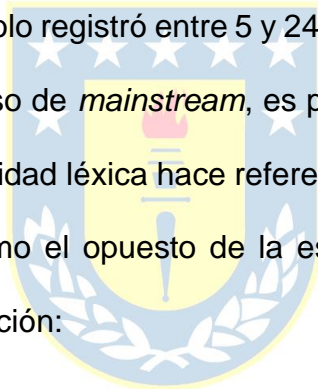 olo registró entre 5 y 24
so de mainstream, es p
idad léxica hace refere
mo el opuesto de la es
ción: